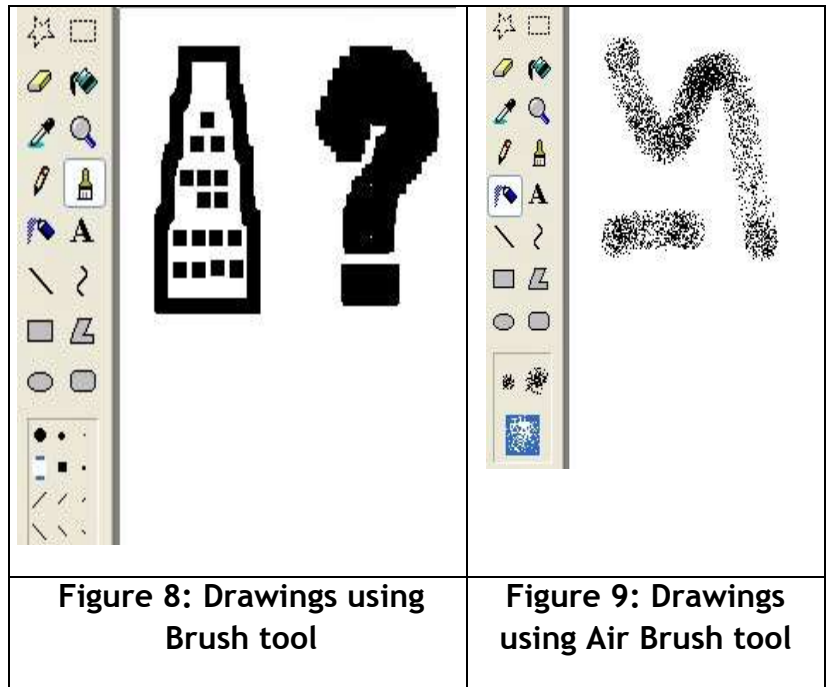 A
?
A
Figure 8: Drawings using
Brush tool
Figure 9: Drawings
using Air Brush tool